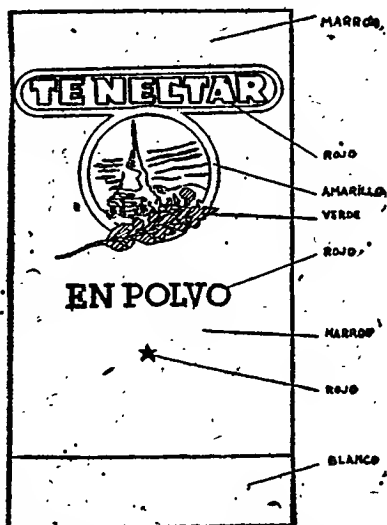 MARRON
TE NECTAR
ROJO
AMARILLO
VERDE
ROJO
EN POLVO
MARRON
ROJO
BLANCO